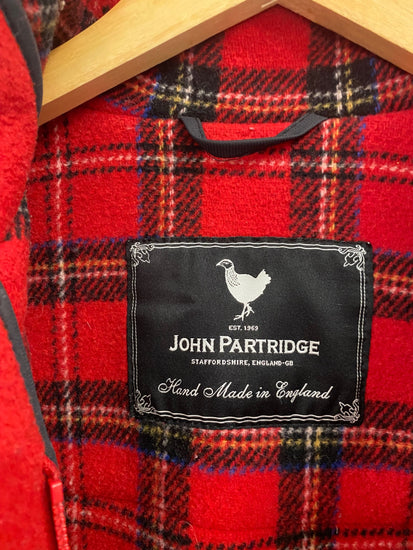 EST. 1969
JOHN PARTRIDGE
STAFFORDSHIRE, ENGLAND-GB
Hand Made in England